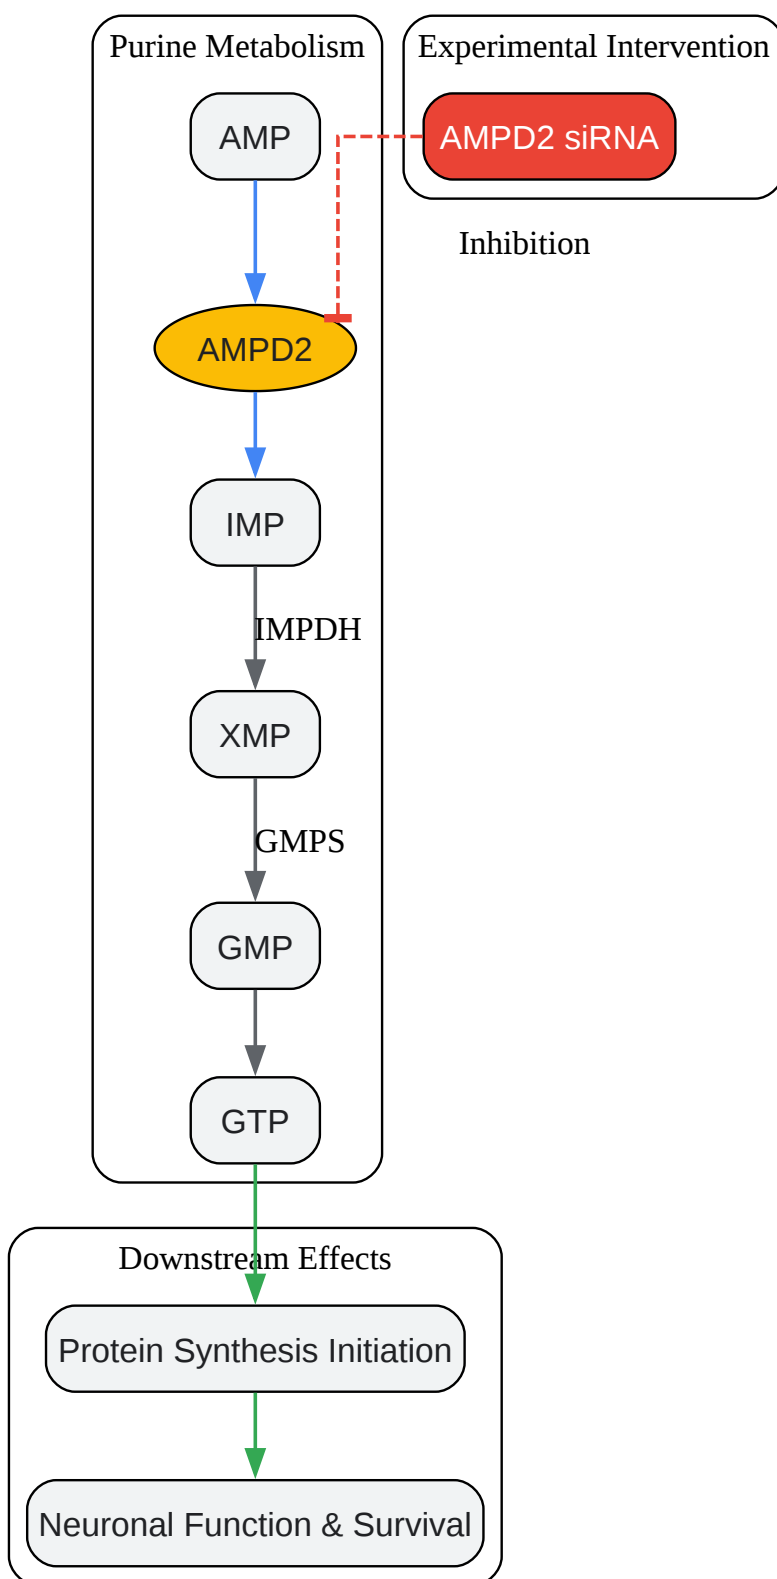 Purine Metabolism
Experimental Intervention
AMP
AMPD2 siRNA
Inhibition
AMPD2
IMP
IMPDH
XMP
GMPS
GMP
GTP
Downstream Effects
Protein Synthesis Initiation
Neuronal Function & Survival